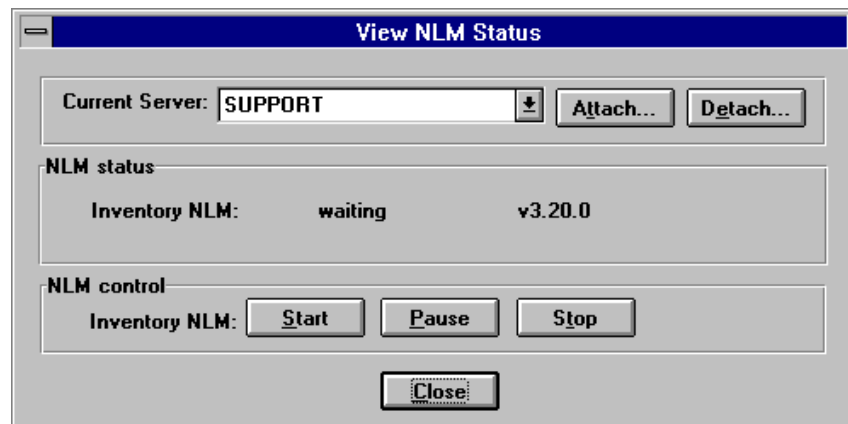 View NLM Status
Current Server: SUPPORT Attach... Detach...
NLM status
Inventory NLM: waiting v3.20.0
NLM control
Inventory NLM: Start Pause Stop
Close